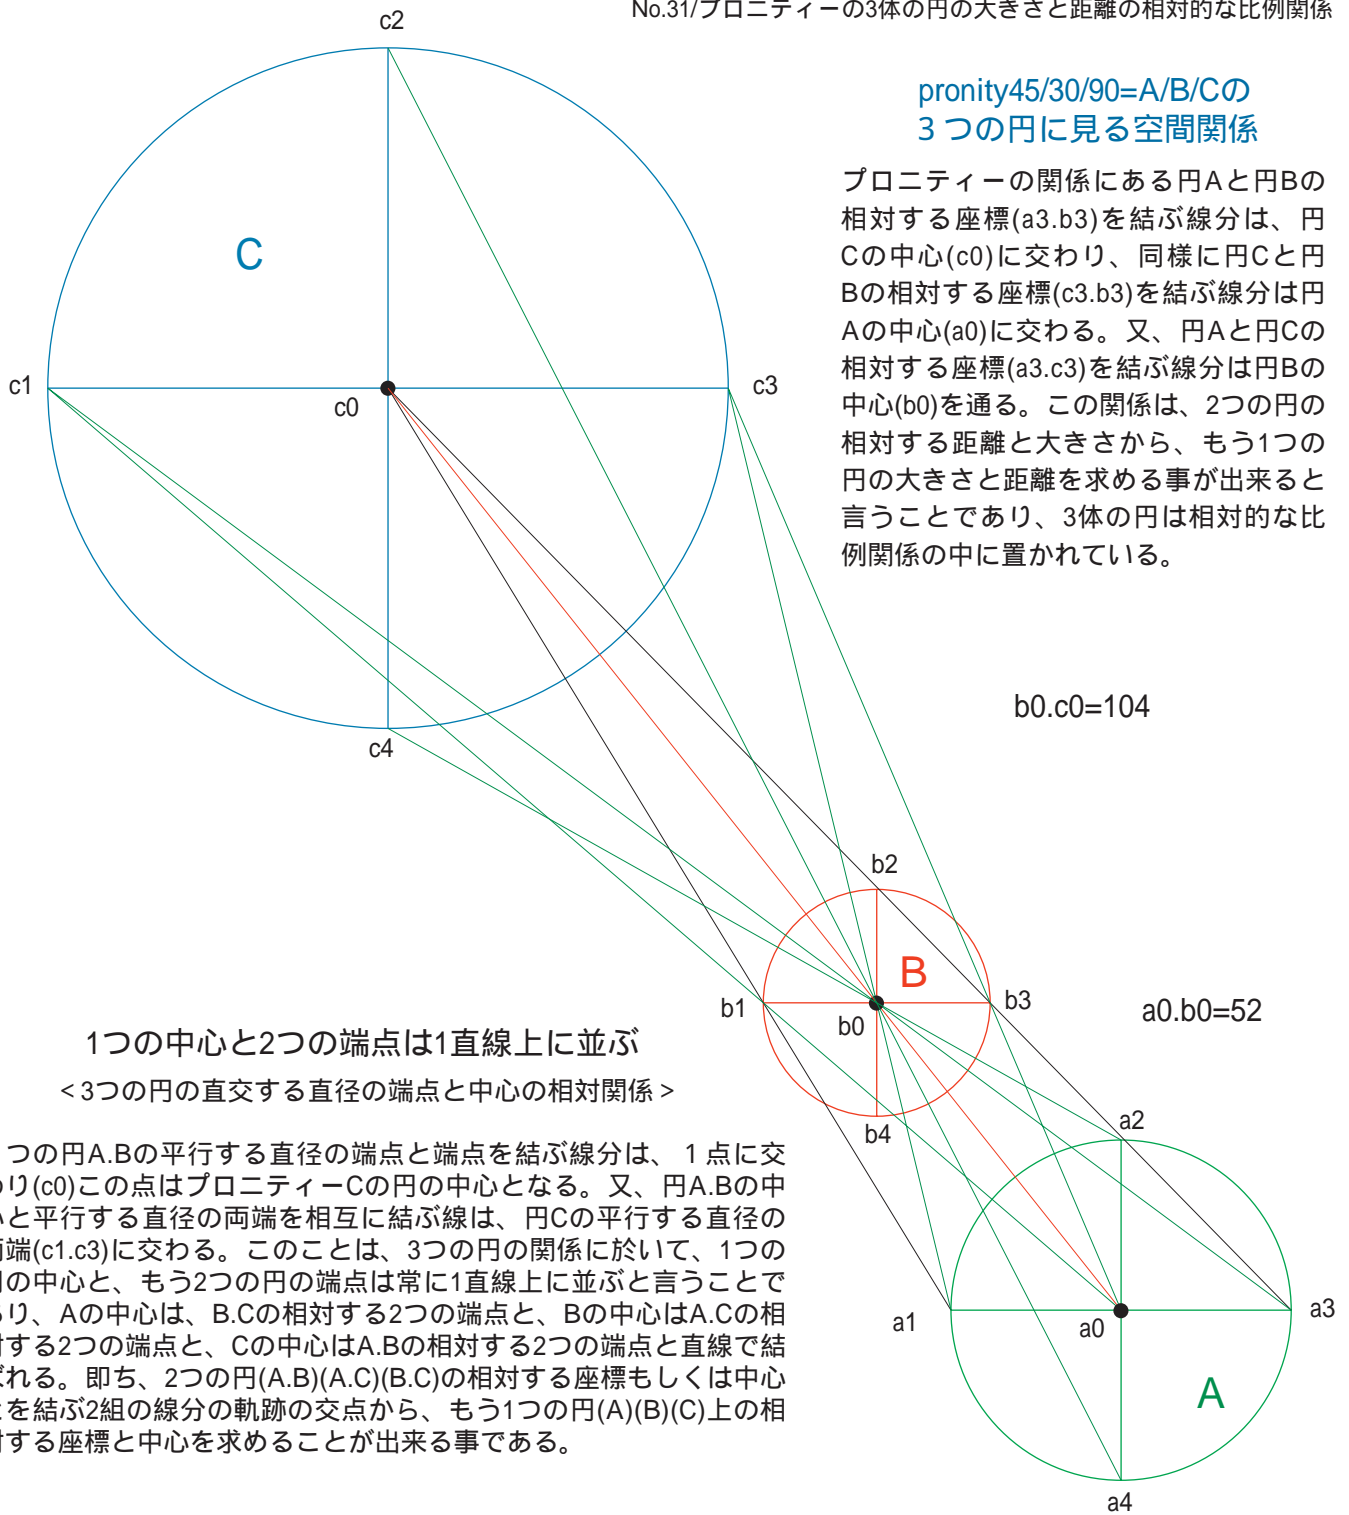 No.31/プロニティーの3体の円の大きさと距離の相対的な比例関係
c2
pronity45/30/90=A/B/Cの
３つの円に見る空間関係
プロニティーの関係にある円Aと円Bの
相対する座標(a3.b3)を結ぶ線分は、円
Cの中心(c0)に交わり、同様に円Cと円
Bの相対する座標(c3.b3)を結ぶ線分は円
Aの中心(a0)に交わる。又、円Aと円Cの
相対する座標(a3.c3)を結ぶ線分は円Bの
中心(b0)を通る。この関係は、2つの円の
相対する距離と大きさから、もう1つの
円の大きさと距離を求める事が出来ると
言うことであり、3体の円は相対的な比
例関係の中に置かれている。
C
c1
c0
c3
c4
b0.c0=104
b2
B
b1
b0
b3
b4
a0.b0=52
1つの中心と2つの端点は1直線上に並ぶ
<3つの円の直交する直径の端点と中心の相対関係>
つの円A.Bの平行する直径の端点と端点を結ぶ線分は、１点に交
わり(c0)この点はプロニティーCの円の中心となる。又、円A.Bの中
心と平行する直径の両端を相互に結ぶ線は、円Cの平行する直径の
両端(c1.c3)に交わる。このことは、3つの円の関係に於いて、1つの
円の中心と、もう2つの円の端点は常に1直線上に並ぶと言うことで
あり、Aの中心は、B.Cの相対する2つの端点と、Bの中心はA.Cの相
対する2つの端点と、Cの中心はA.Bの相対する2つの端点と直線で結
ばれる。即ち、2つの円(A.B)(A.C)(B.C)の相対する座標もしくは中心
とを結ぶ2組の線分の軌跡の交点から、もう1つの円(A)(B)(C)上の相
対する座標と中心を求めることが出来る事である。
a2
a1
a0
a3
A
a4